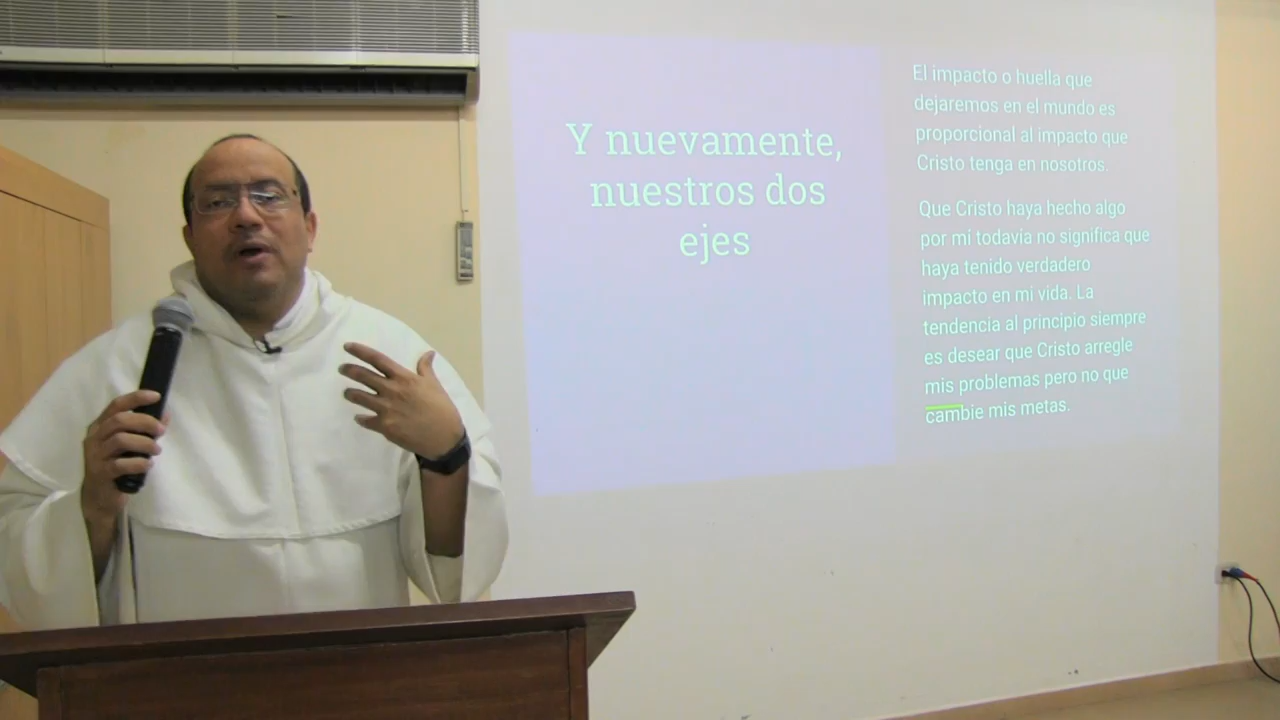 Y nuevamente,
nuestros dos
ejes
El impacto o huella que
dejaremos en el mundo es
proporcional al impacto que
Cristo tenga en nosotros.
Que Cristo haya hecho algo
por mi todavia no significa que
haya tenido verdadero
impacto en mi vida. La
tendencia al principio siempre
es desear que Cristo arregle
mis problemas pero no que
cambie mis metas.